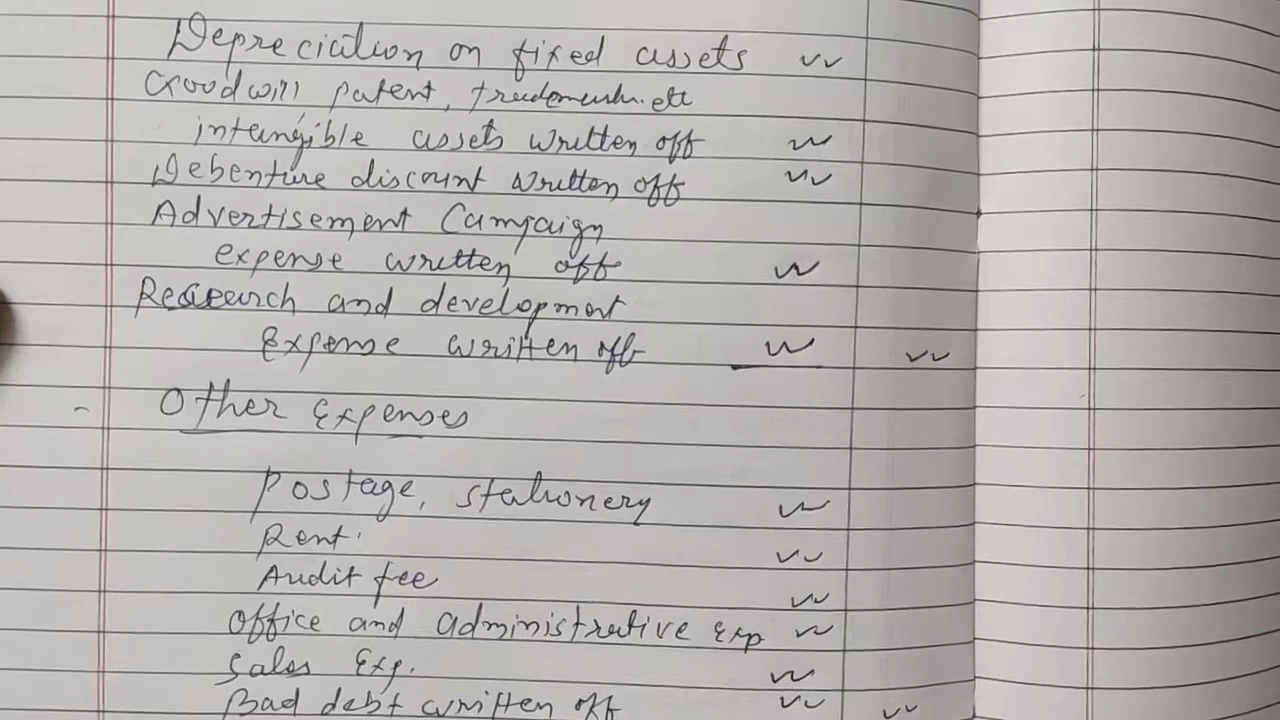 Depreciation on fixed assets ✓✓
Goodwill patent, trademark. etc
intangible assets written off ✓✓
Debenture discount written off ✓✓
Advertisement Campaign
expense written off ✓✓
Research and development
Expense written off ✓✓ ✓✓
- Other Expenses
Postage, stationery ✓✓
Rent ✓✓
Audit fee ✓✓
Office and administrative Exp ✓✓
Sales Exp. ✓✓
Bad debt written off ✓✓ ✓✓